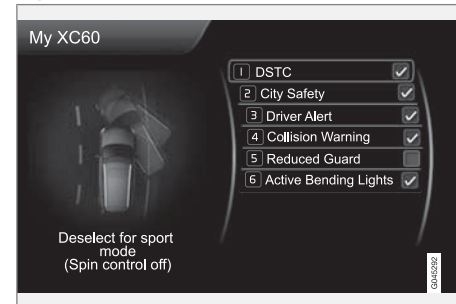 My XC60
1 DSTC
2 City Safety
3 Driver Alert
4 Collision Warning
5 Reduced Guard
6 Active Bending Lights
Deselect for sport
mode
(Spin control off)
G045292